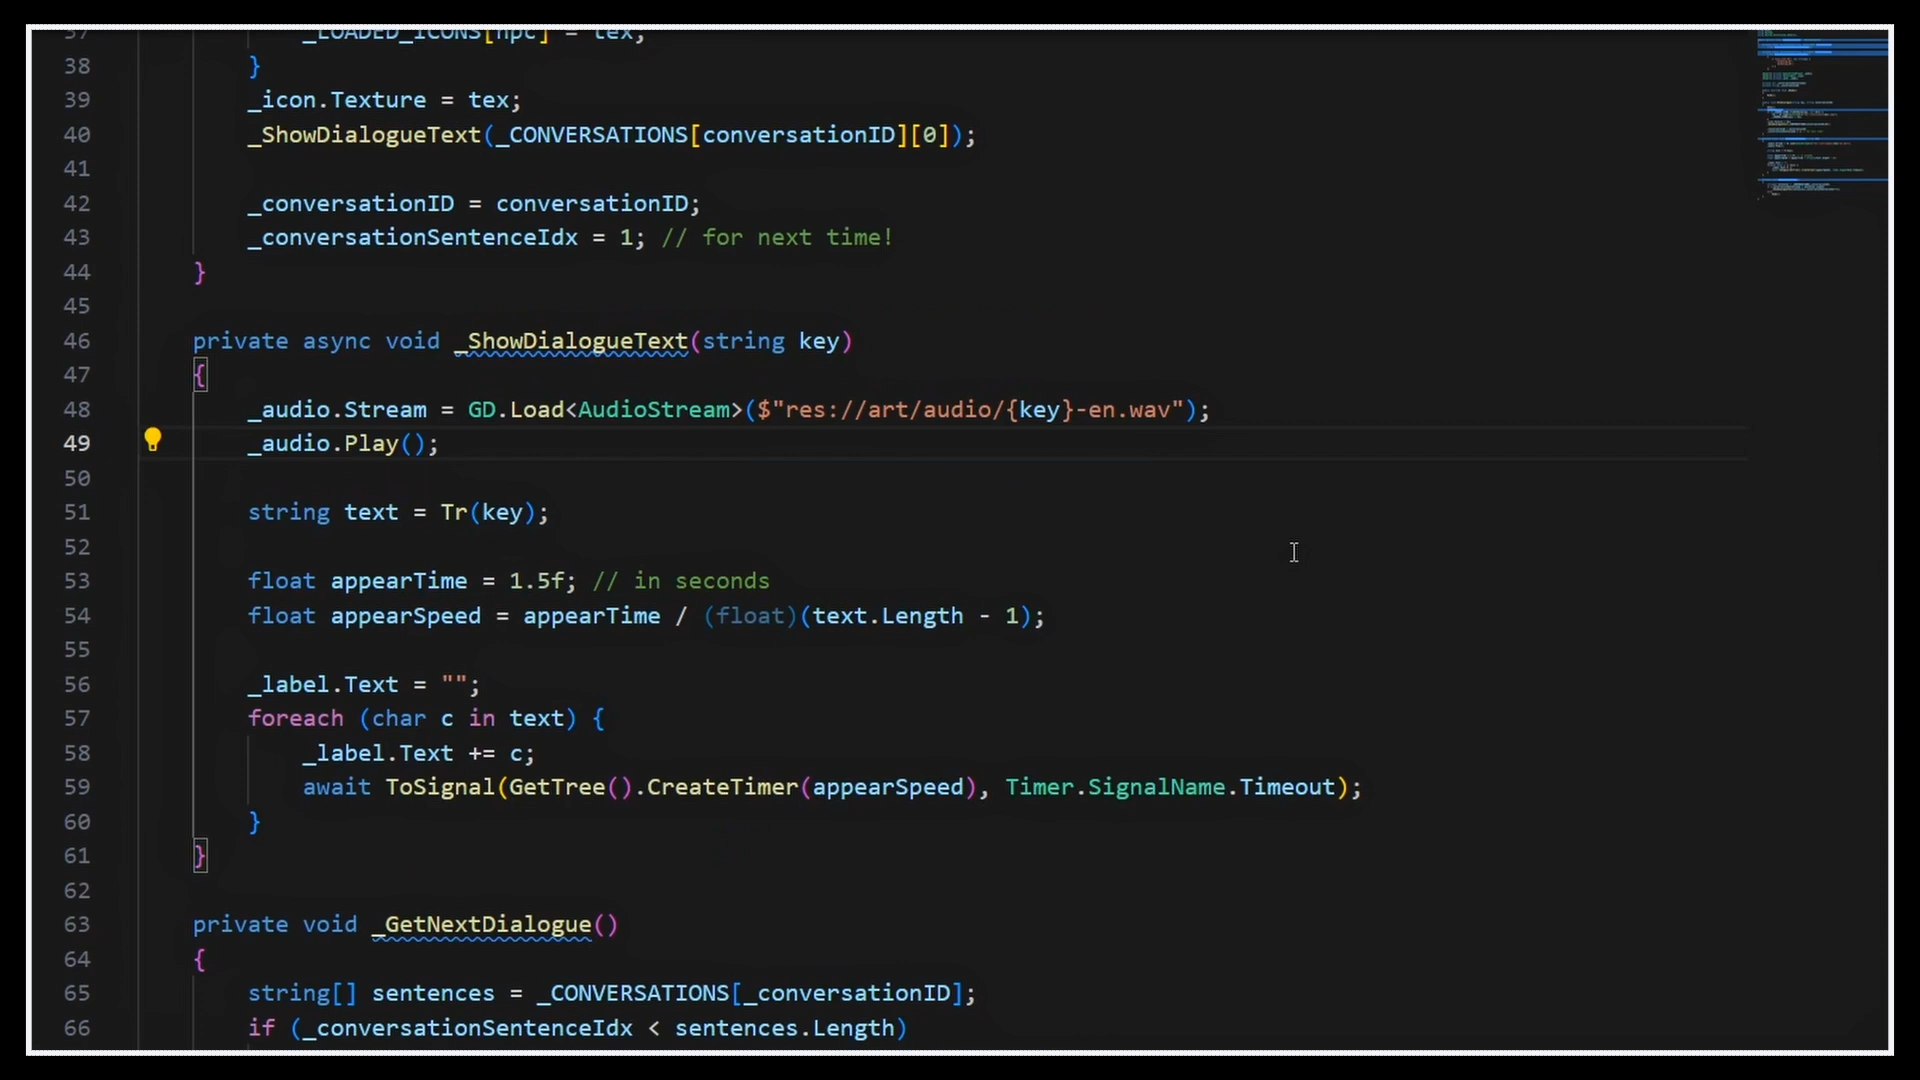 37 _LOADED_ICONS[npc] = tex;
38 }
39 _icon.Texture = tex;
40 _ShowDialogueText(_CONVERSATIONS[conversationID][0]);
41
42 _conversationID = conversationID;
43 _conversationSentenceIdx = 1; // for next time!
44 }
45
46 private async void _ShowDialogueText(string key)
47 {
48 _audio.Stream = GD.Load<AudioStream>($"res://art/audio/{key}-en.wav");
49 _audio.Play();
50
51 string text = Tr(key);
52
53 float appearTime = 1.5f; // in seconds
54 float appearSpeed = appearTime / (float)(text.Length - 1);
55
56 _label.Text = "";
57 foreach (char c in text) {
58 _label.Text += c;
59 await ToSignal(GetTree().CreateTimer(appearSpeed), Timer.SignalName.Timeout);
60 }
61 }
62
63 private void _GetNextDialogue()
64 {
65 string[] sentences = _CONVERSATIONS[_conversationID];
66 if (_conversationSentenceIdx < sentences.Length)